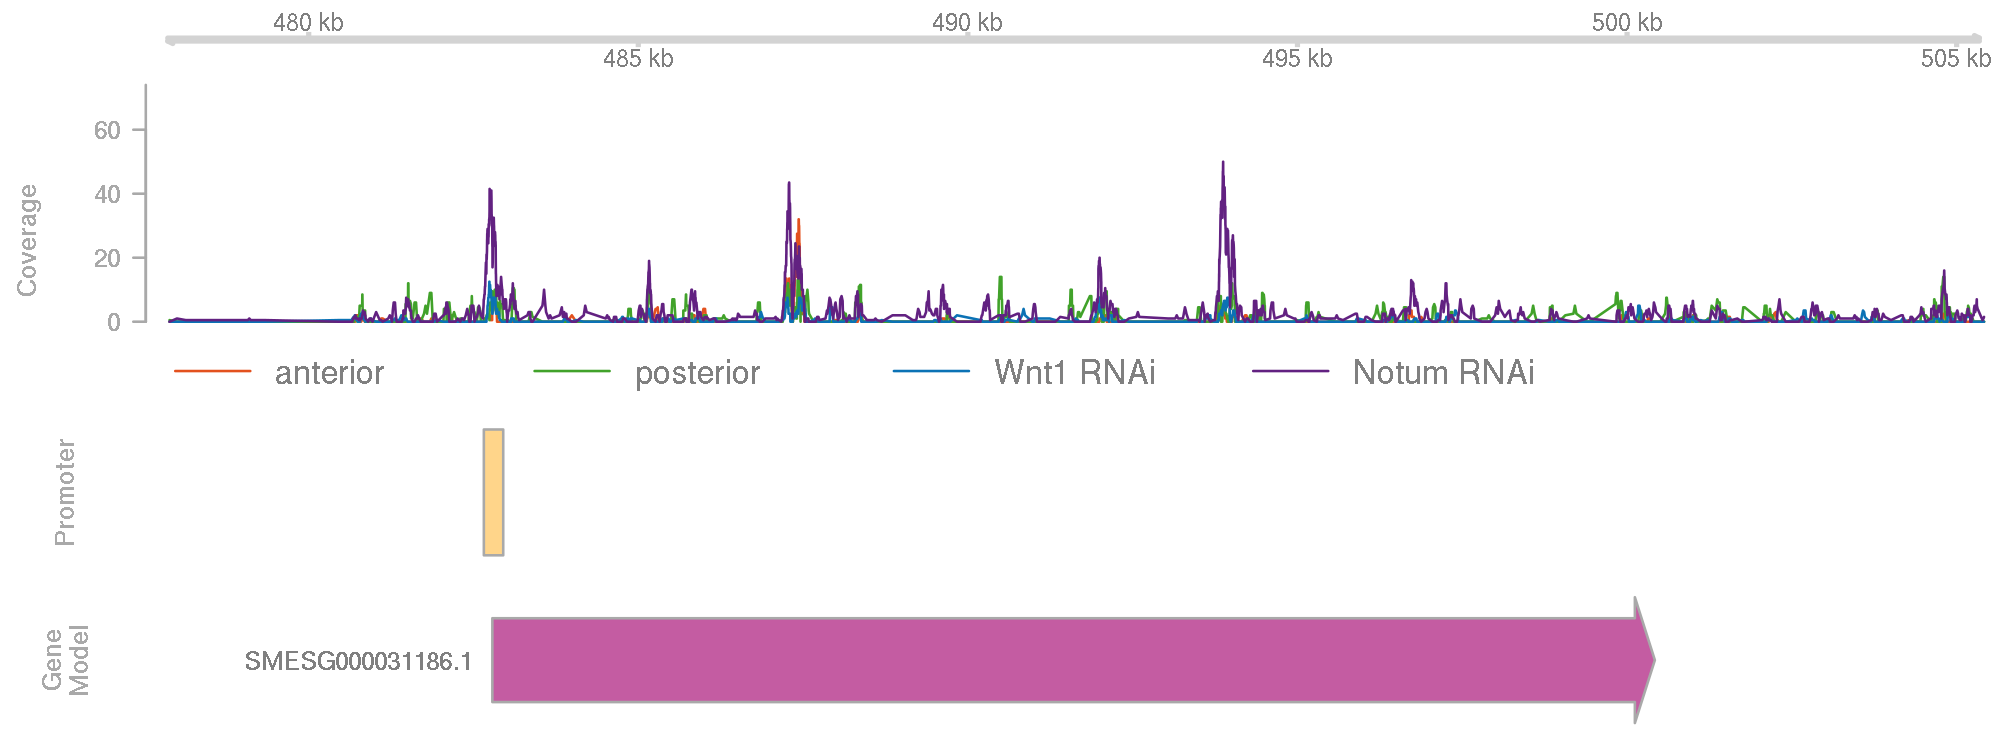 480 kb 490 kb 500 kb
485 kb 495 kb 505 kb
Coverage
60
40
20
0
anterior posterior Wnt1 RNAi Notum RNAi
Promoter
Gene
Model
SMESG000031186.1